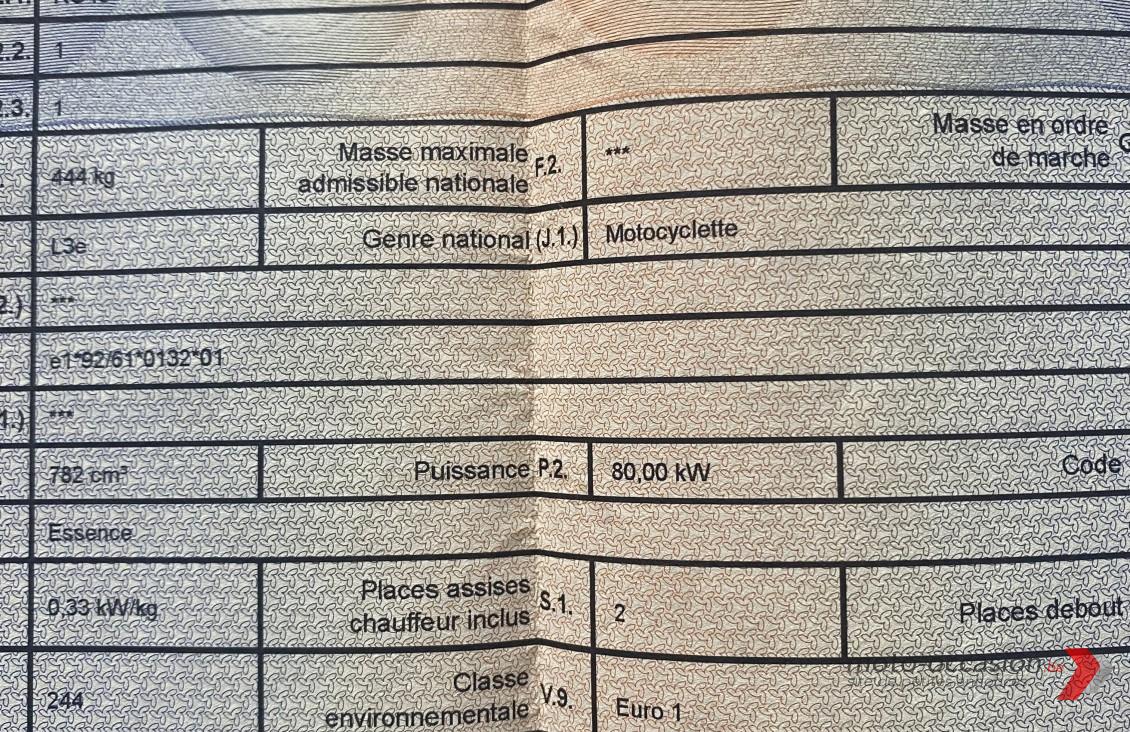 2.2. 1
2.3. 1
444 kg Masse maximale admissible nationale F.2. *** Masse en ordre de marche G
L3e Genre national (J.1.) Motocyclette
2.) ***
e1*92/61*0132*01
1.) ***
782 cm³ Puissance P.2. 80,00 kW Code
Essence
0,33 kW/kg Places assises chauffeur inclus S.1. 2 Places debout
244 Classe environnementale V.9. Euro 1